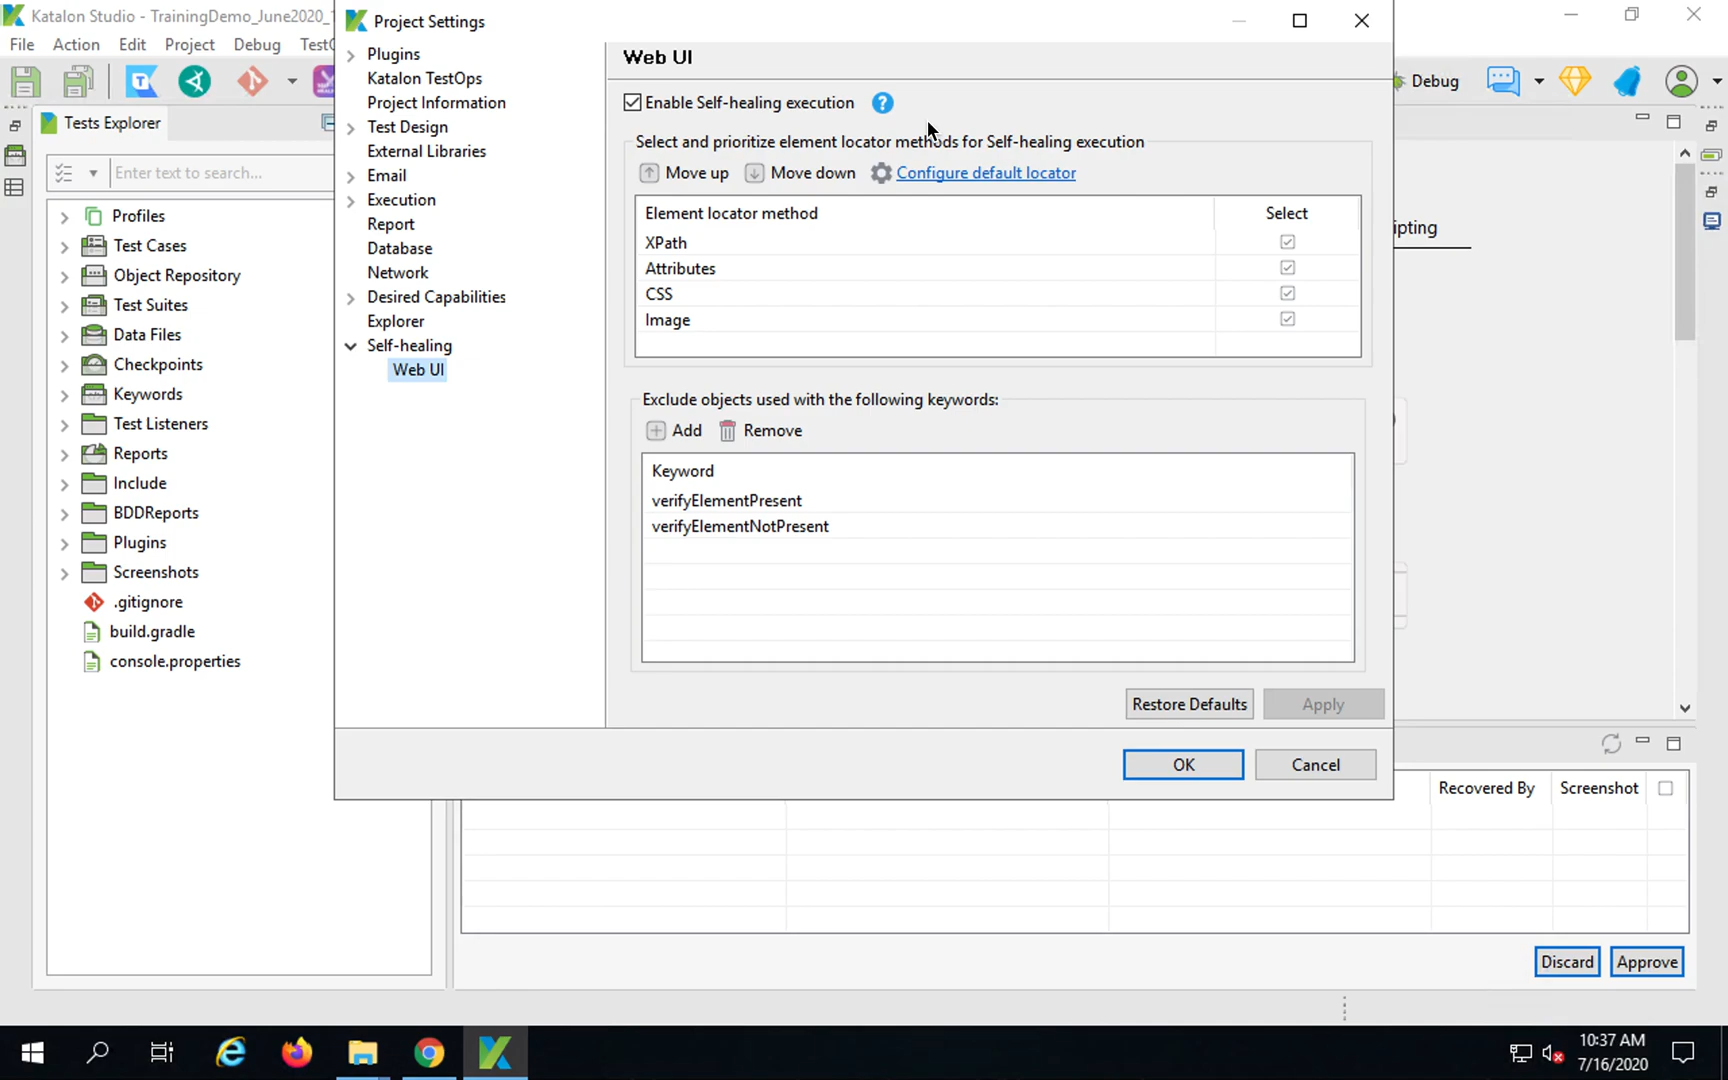 Katalon Studio - TrainingDemo_June2020_
File Action Edit Project Debug Test
Debug
Tests Explorer
Enter text to search...
Profiles
Test Cases
Object Repository
Test Suites
Data Files
Checkpoints
Keywords
Test Listeners
Reports
Include
BDDReports
Plugins
Screenshots
.gitignore
build.gradle
console.properties
Project Settings
Plugins
Katalon TestOps
Project Information
Test Design
External Libraries
Email
Execution
Report
Database
Network
Desired Capabilities
Explorer
Self-healing
Web UI
Web UI
Enable Self-healing execution ?
Select and prioritize element locator methods for Self-healing execution
Move up Move down Configure default locator
Element locator method Select
XPath
Attributes
CSS
Image
Exclude objects used with the following keywords:
Add Remove
Keyword
verifyElementPresent
verifyElementNotPresent
Restore Defaults Apply
OK Cancel
ipting
Recovered By Screenshot
Discard Approve
10:37 AM
7/16/2020